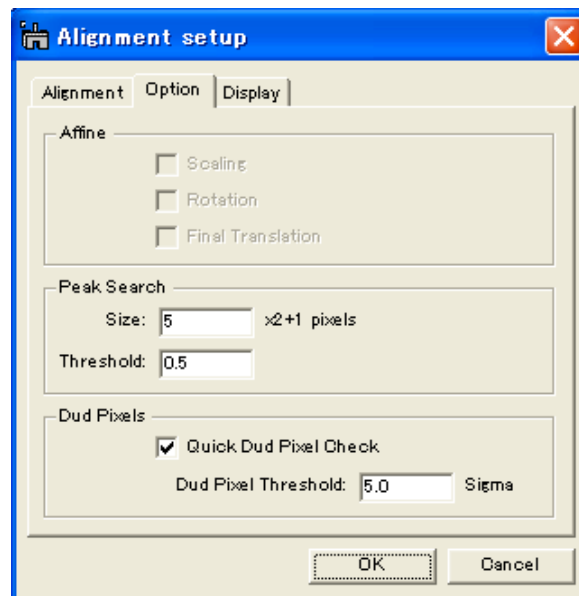 Alignment setup
Alignment Option Display
Affine
Scaling
Rotation
Final Translation
Peak Search
Size: 5 x2+1 pixels
Threshold: 0.5
Dud Pixels
Quick Dud Pixel Check
Dud Pixel Threshold: 5.0 Sigma
OK Cancel